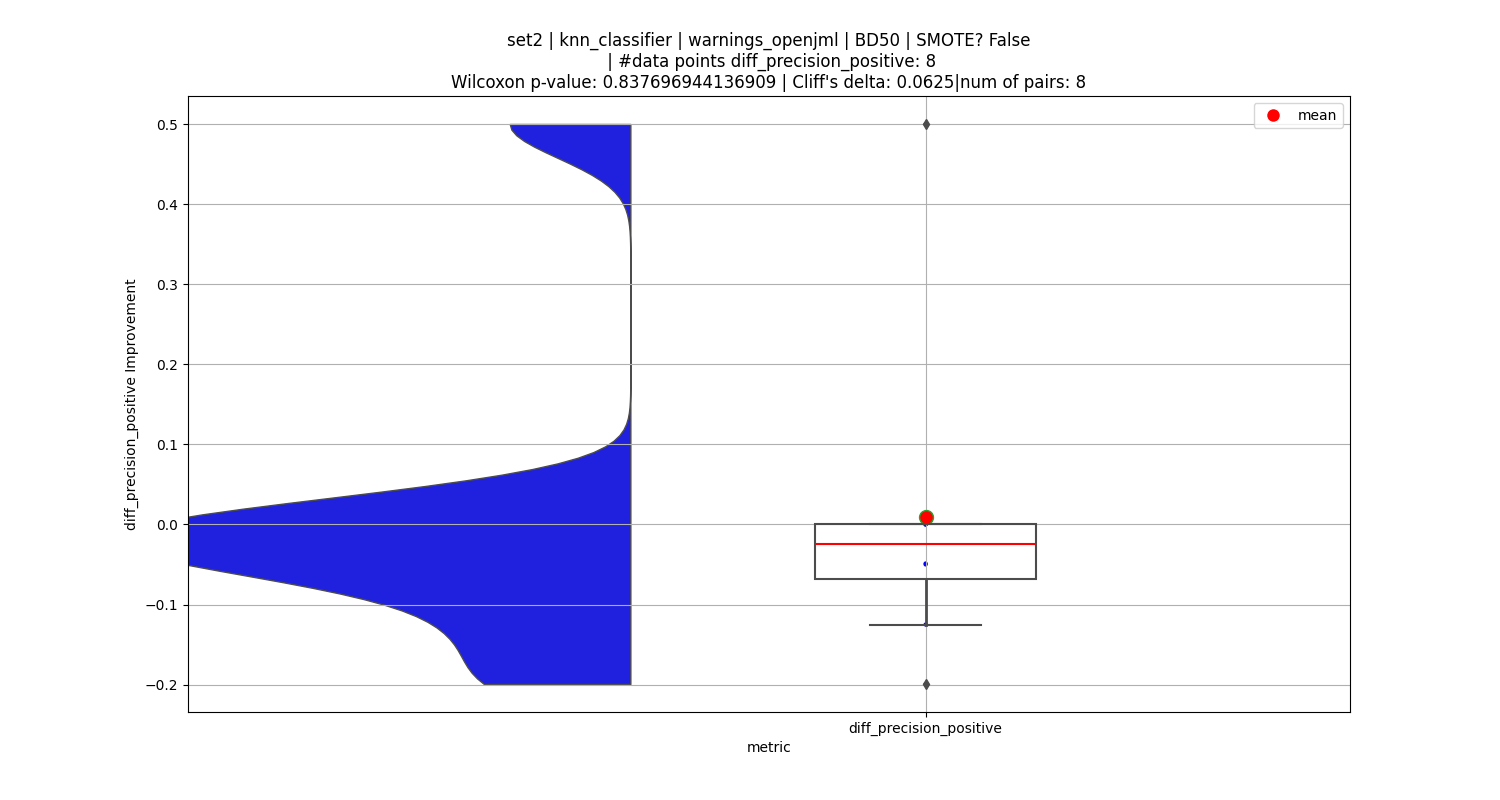 set2 | knn_classifier | warnings_openjml | BD50 | SMOTE? False
| #data points diff_precision_positive: 8
Wilcoxon p-value: 0.837696944136909 | Cliff's delta: 0.0625|num of pairs: 8
mean
0.5
0.4
0.3
0.2
0.1
0.0
−0.1
−0.2
diff_precision_positive Improvement
diff_precision_positive
metric